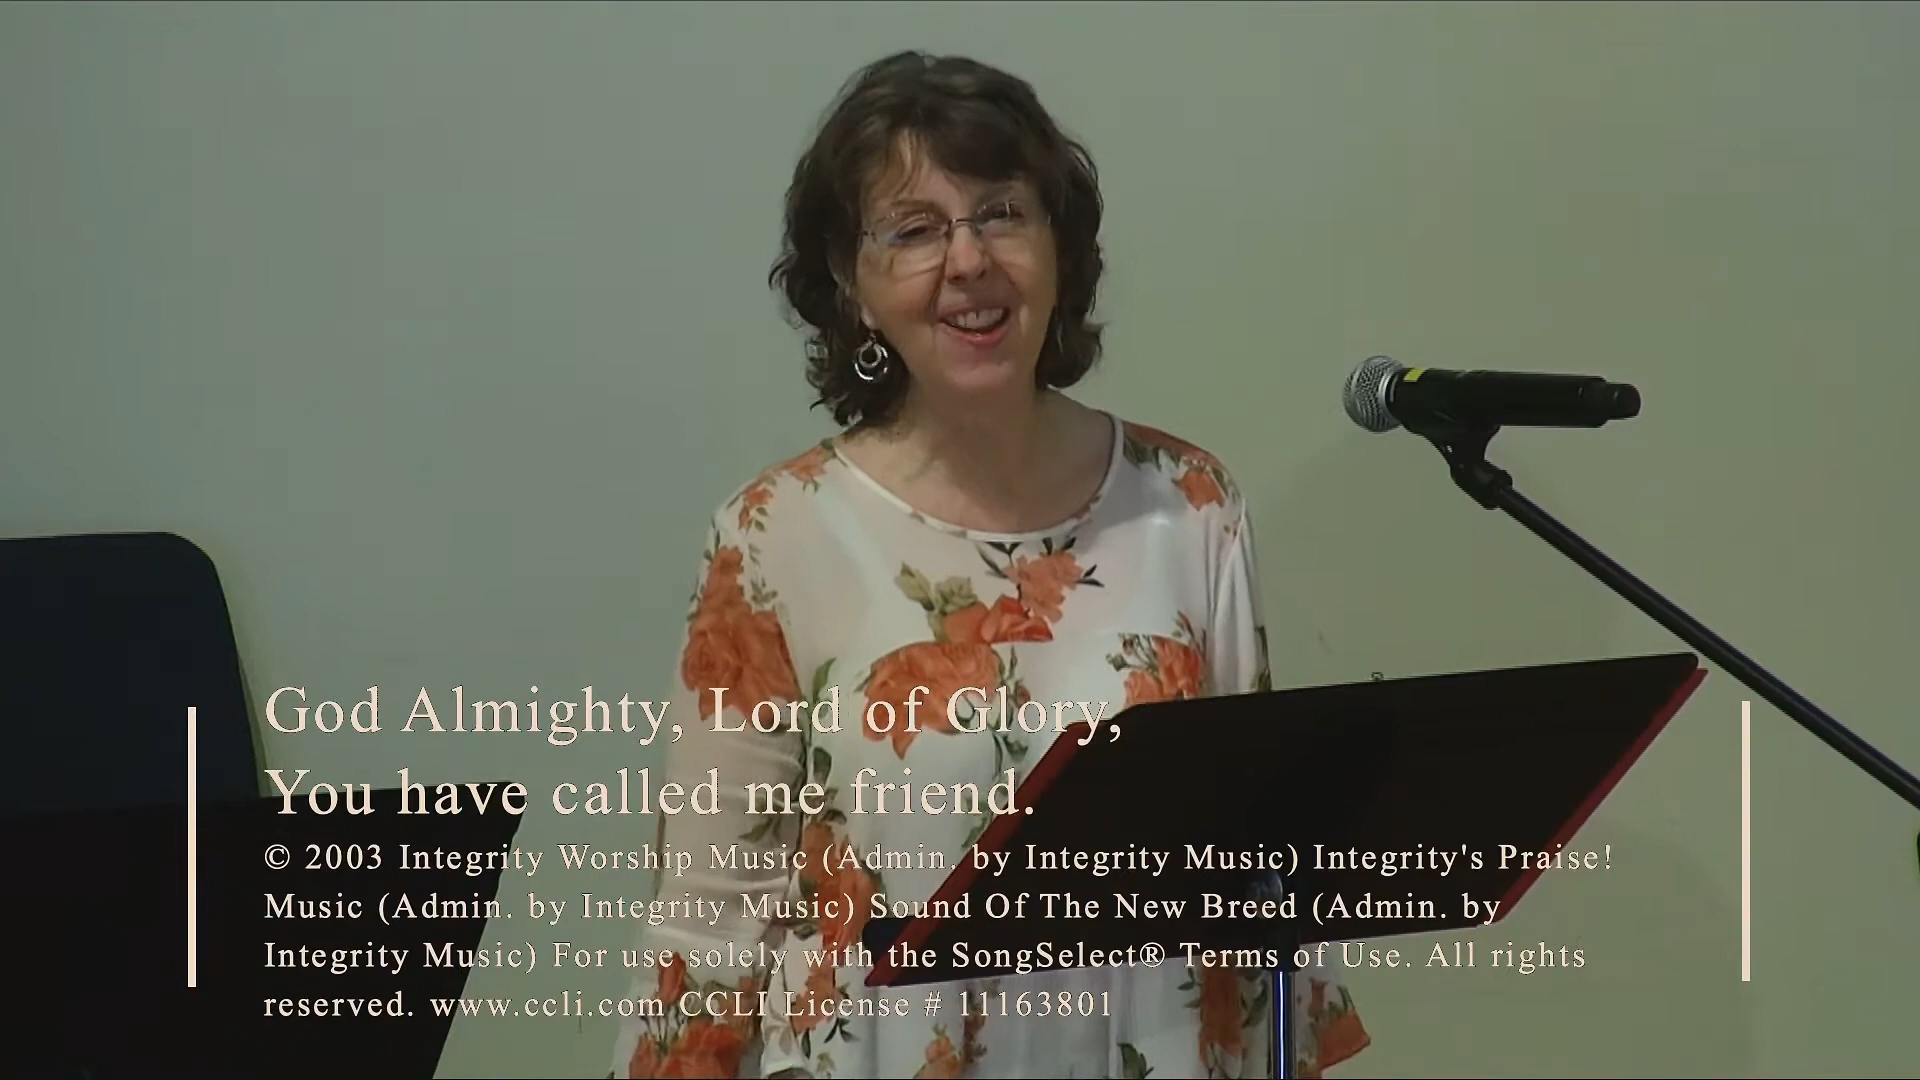 God Almighty, Lord of Glory,
You have called me friend.
© 2003 Integrity Worship Music (Admin. by Integrity Music) Integrity's Praise!
Music (Admin. by Integrity Music) Sound Of The New Breed (Admin. by
Integrity Music) For use solely with the SongSelect® Terms of Use. All rights
reserved. www.ccli.com CCLI License # 11163801